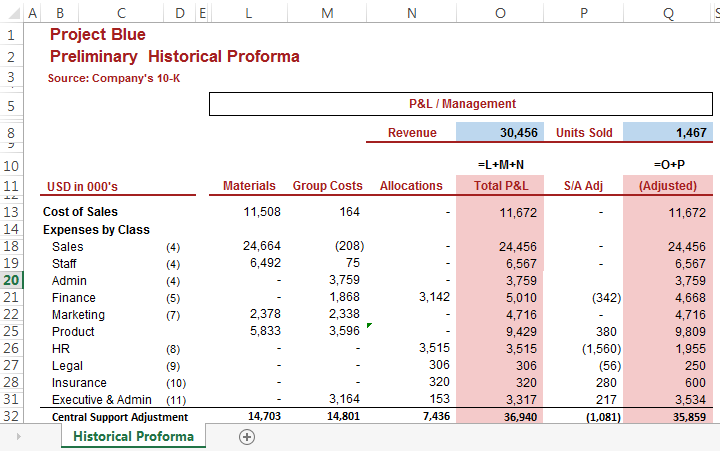 A B C D E L M N O P Q S
1 Project Blue
2 Preliminary Historical Proforma
3 Source: Company's 10-K
5 P&L / Management
8 Revenue 30,456 Units Sold 1,467
9
10 =L+M+N =O+P
11 USD in 000's Materials Group Costs Allocations Total P&L S/A Adj (Adjusted)
13 Cost of Sales 11,508 164 - 11,672 - 11,672
14 Expenses by Class
18 Sales (4) 24,664 (208) - 24,456 - 24,456
19 Staff (4) 6,492 75 - 6,567 - 6,567
20 Admin (4) - 3,759 - 3,759 3,759
21 Finance (5) - 1,868 3,142 5,010 (342) 4,668
22 Marketing (7) 2,378 2,338 - 4,716 - 4,716
25 Product 5,833 3,596 - 9,429 380 9,809
26 HR (8) - - 3,515 3,515 (1,560) 1,955
27 Legal (9) - - 306 306 (56) 250
28 Insurance (10) - - 320 320 280 600
31 Executive & Admin (11) - 3,164 153 3,317 217 3,534
32 Central Support Adjustment 14,703 14,801 7,436 36,940 (1,081) 35,859
Historical Proforma